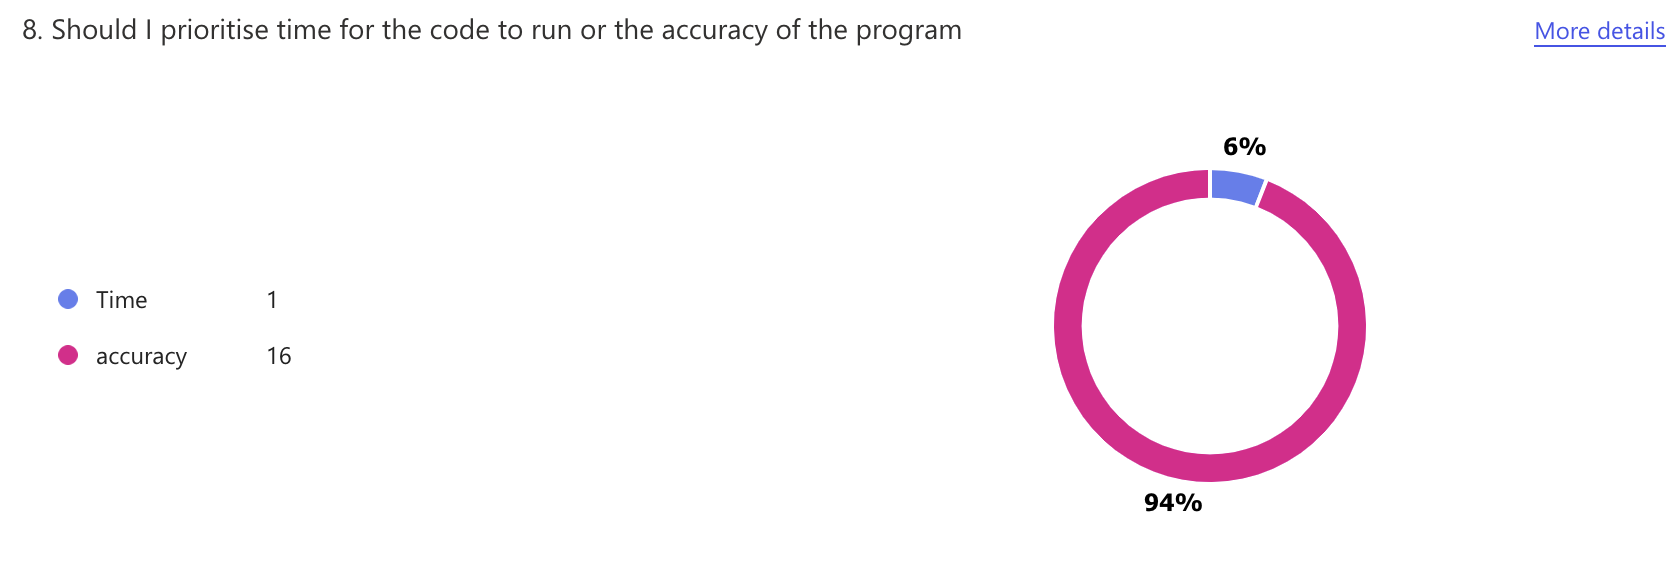 8. Should I prioritise time for the code to run or the accuracy of the program
More details
6%
Time 1
accuracy 16
94%